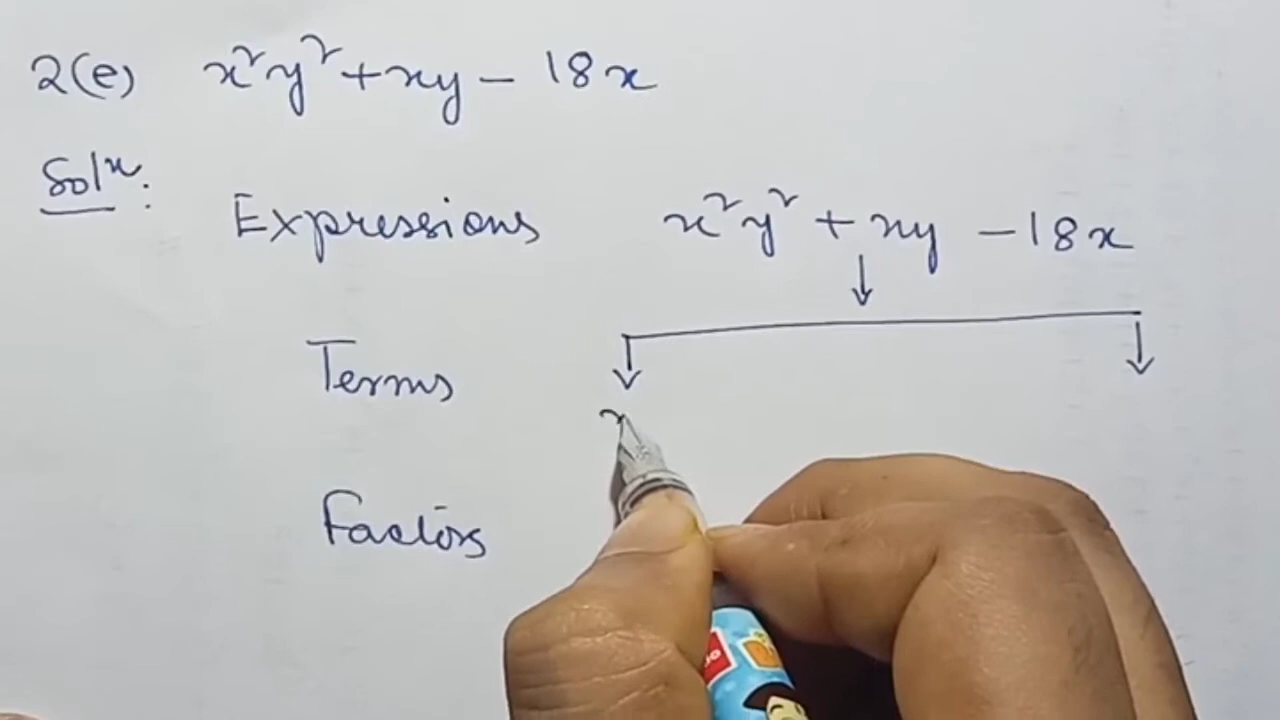 2(e) x²y² + xy - 18x
Solⁿ:
Expressions x²y² + xy - 18x
Terms
Factors